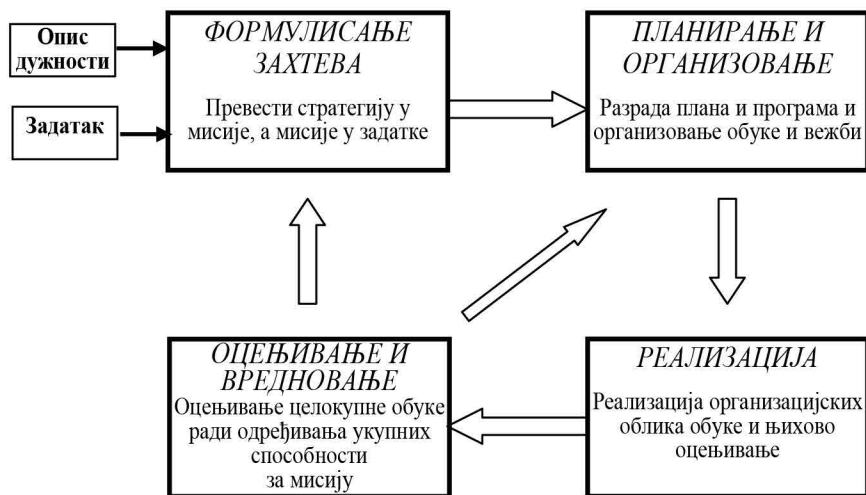 Опис
дужности
Задатак
ФОРМУЛИСАЊЕ
ЗАХТЕВА
Превести стратегију у
мисије, а мисије у задатке
ПЛАНИРАЊЕ И
ОРГАНИЗОВАЊЕ
Разрада плана и програма и
организовање обуке и вежби
ОЦЕЊИВАЊЕ И
ВРЕДНОВАЊЕ
Оцењивање целокупне обуке
ради одређивања укупних
способности
за мисију
РЕАЛИЗАЦИЈА
Реализација организацијских
облика обуке и њихово
оцењивање